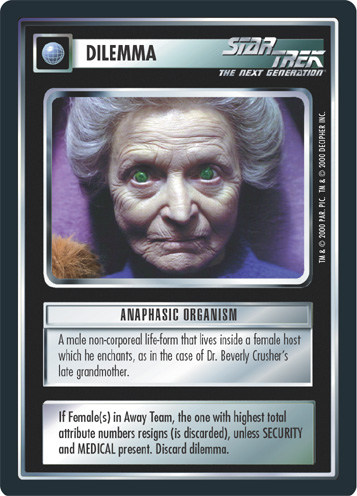 DILEMMA
STAR TREK
THE NEXT GENERATION
TM & © 2000 PAR. PIC. TM & © 2000 DECIPHER INC.
ANAPHASIC ORGANISM
A male non-corporeal life-form that lives inside a female host
which he enchants, as in the case of Dr. Beverly Crusher's
late grandmother.
If Female(s) in Away Team, the one with highest total
attribute numbers resigns (is discarded), unless SECURITY
and MEDICAL present. Discard dilemma.